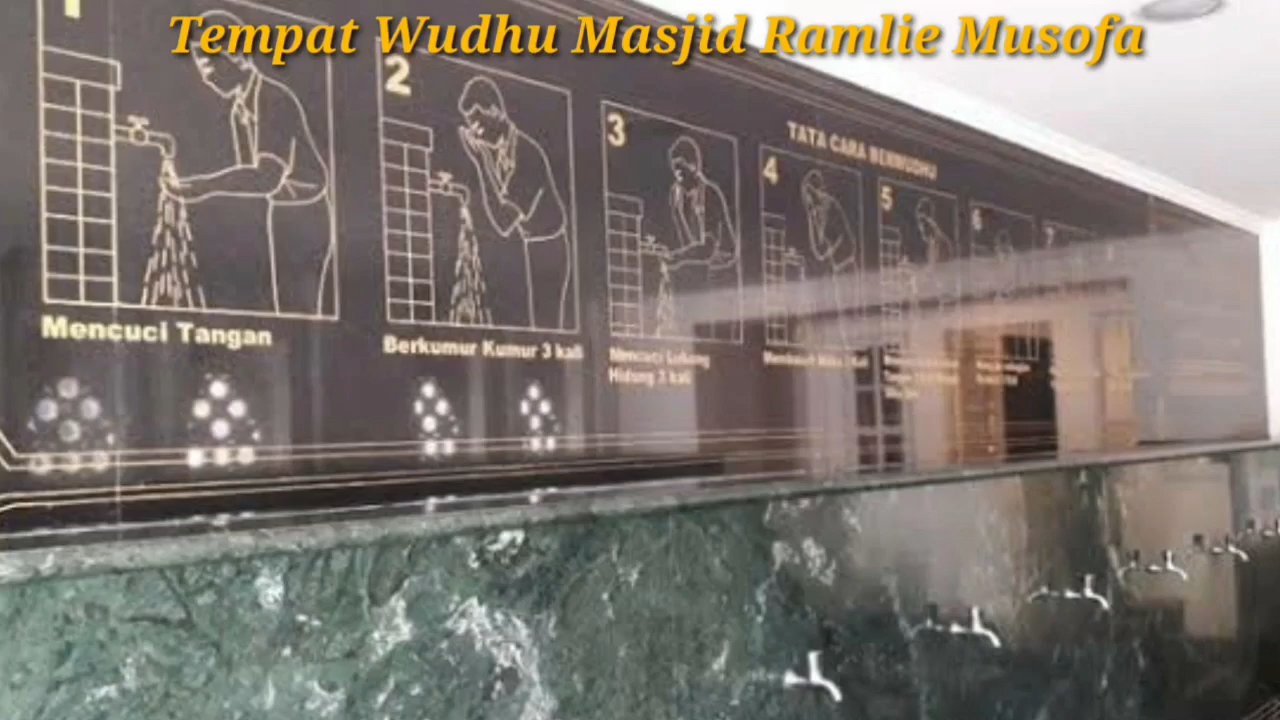 Tempat Wudhu Masjid Ramlie Musofa
TATA CARA BERWUDHU
1
Mencuci Tangan
2
Berkumur Kumur 3 kali
3
Mencuci Lubang
Hidung 3 kali
4
5
6